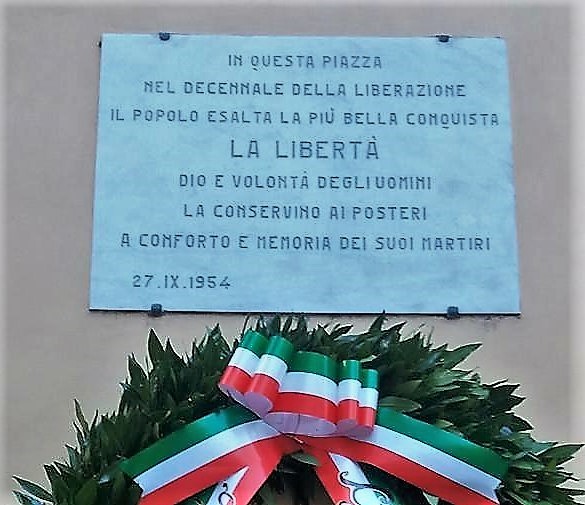 IN QUESTA PIAZZA
NEL DECENNALE DELLA LIBERAZIONE
IL POPOLO ESALTA LA PIÙ BELLA CONQUISTA
LA LIBERTÀ
DIO E VOLONTÀ DEGLI UOMINI
LA CONSERVINO AI POSTERI
A CONFORTO E MEMORIA DEI SUOI MARTIRI
27.IX.1954